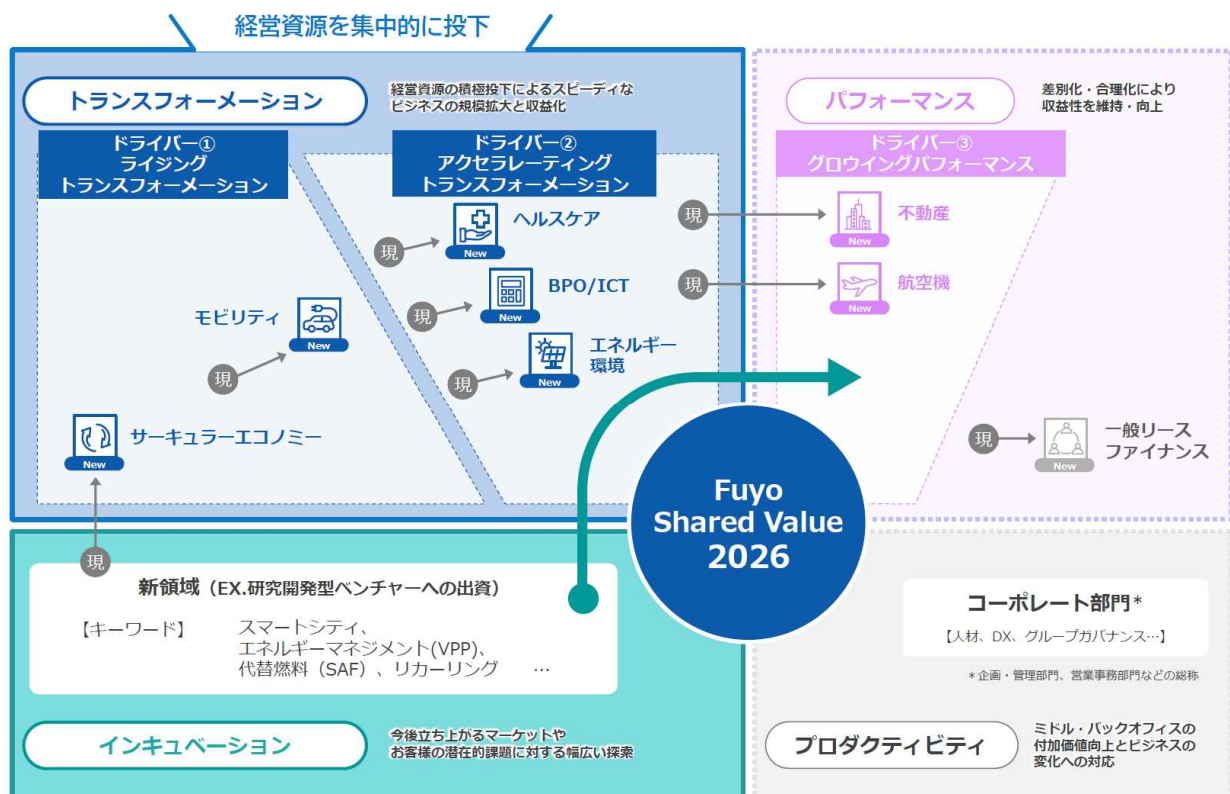 経営資源を集中的に投下
トランスフォーメーション
経営資源の積極投下によるスピーディな
ビジネスの規模拡大と収益化
ドライバー①
ライジング
トランスフォーメーション
ドライバー②
アクセラレーティング
トランスフォーメーション
現
ヘルスケア
New
現
BPO/ICT
New
モビリティ
New
現
エネルギー
環境
New
現
サーキュラーエコノミー
New
現
パフォーマンス
差別化・合理化により
収益性を維持・向上
ドライバー③
グロウイングパフォーマンス
現
不動産
New
現
航空機
New
現
一般リース
ファイナンス
New
Fuyo
Shared Value
2026
新領域（EX.研究開発型ベンチャーへの出資）
【キーワード】 スマートシティ、
エネルギーマネジメント(VPP)、
代替燃料（SAF）、リカーリング …
インキュベーション
今後立ち上がるマーケットや
お客様の潜在的課題に対する幅広い探索
コーポレート部門*
【人材、DX、グループガバナンス…】
*企画・管理部門、営業事務部門などの総称
プロダクティビティ
ミドル・バックオフィスの
付加価値向上とビジネスの
変化への対応